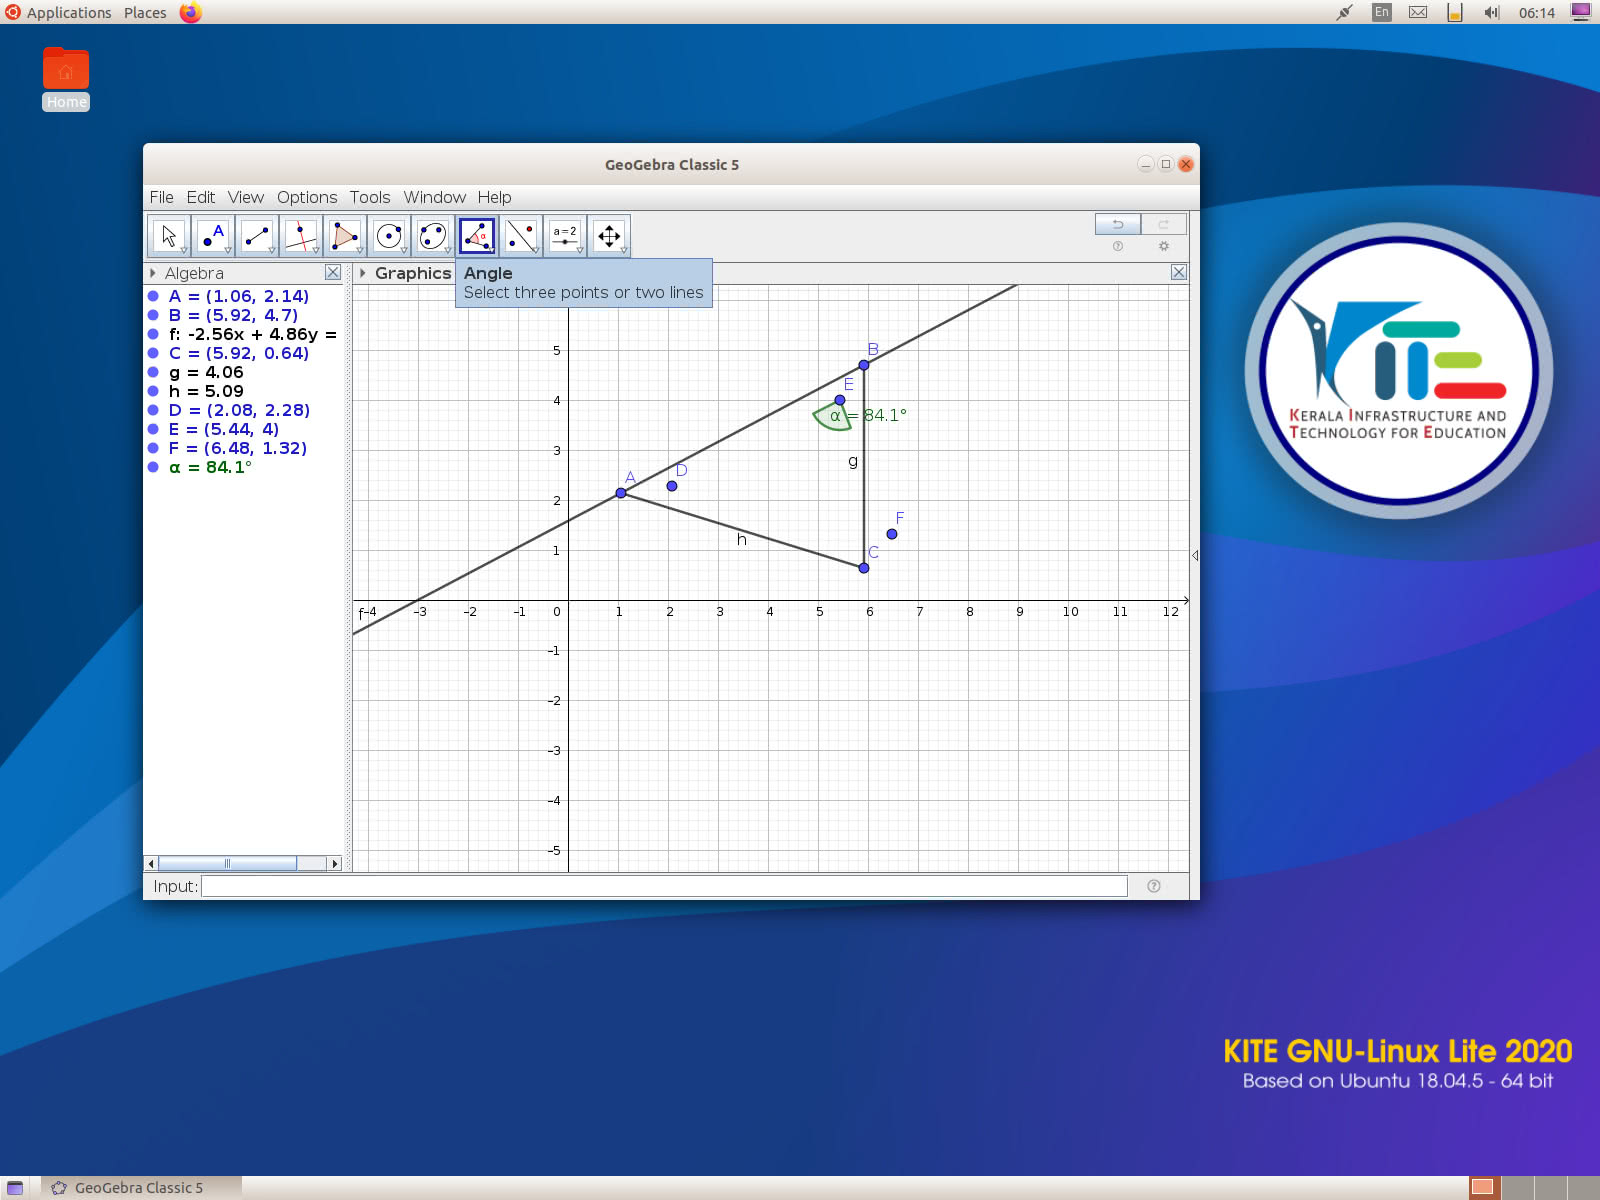 Applications Places
En
06:14
Home
GeoGebra Classic 5
File Edit View Options Tools Window Help
A
α
a=2
Algebra
Graphics
Angle
Select three points or two lines
A = (1.06, 2.14)
B = (5.92, 4.7)
f: -2.56x + 4.86y =
C = (5.92, 0.64)
g = 4.06
h = 5.09
D = (2.08, 2.28)
E = (5.44, 4)
F = (6.48, 1.32)
α = 84.1°
5
4
3
2
1
f
-4 -3 -2 -1 0 1 2 3 4 5 6 7 8 9 10 11 12
-1
-2
-3
-4
-5
B
E
α = 84.1°
g
A
D
h
F
C
Input:
KERALA INFRASTRUCTURE AND
TECHNOLOGY FOR EDUCATION
KITE GNU-Linux Lite 2020
Based on Ubuntu 18.04.5 - 64 bit
GeoGebra Classic 5